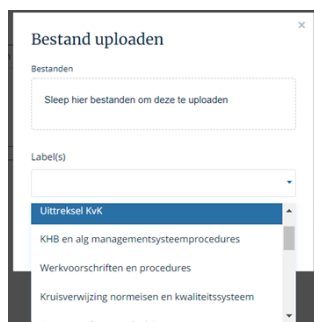 ×
Bestand uploaden
Bestanden
Sleep hier bestanden om deze te uploaden
Label(s)
Uittreksel KvK
KHB en alg managementsysteemprocedures
Werkvoorschriften en procedures
Kruisverwijzing normeisen en kwaliteitssysteem